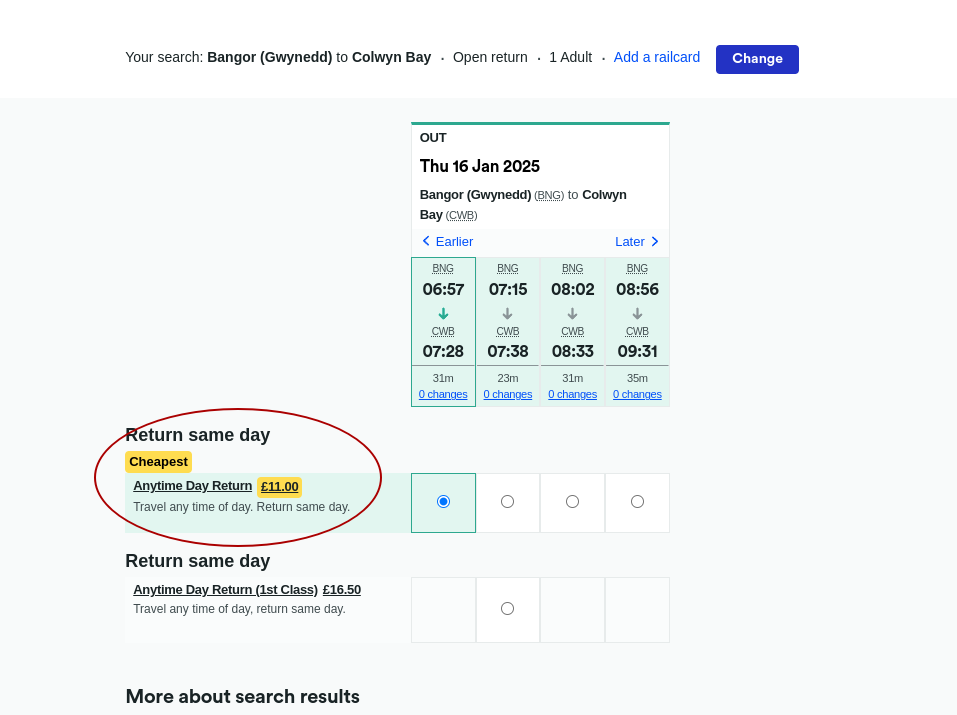 Your search: Bangor (Gwynedd) to Colwyn Bay · Open return · 1 Adult · Add a railcard Change
OUT
Thu 16 Jan 2025
Bangor (Gwynedd) (BNG) to Colwyn
Bay (CWB)
Earlier Later
BNG BNG BNG BNG
06:57 07:15 08:02 08:56
CWB CWB CWB CWB
07:28 07:38 08:33 09:31
31m 23m 31m 35m
0 changes 0 changes 0 changes 0 changes
Return same day
Cheapest
Anytime Day Return £11.00
Travel any time of day. Return same day.
Return same day
Anytime Day Return (1st Class) £16.50
Travel any time of day, return same day.
More about search results